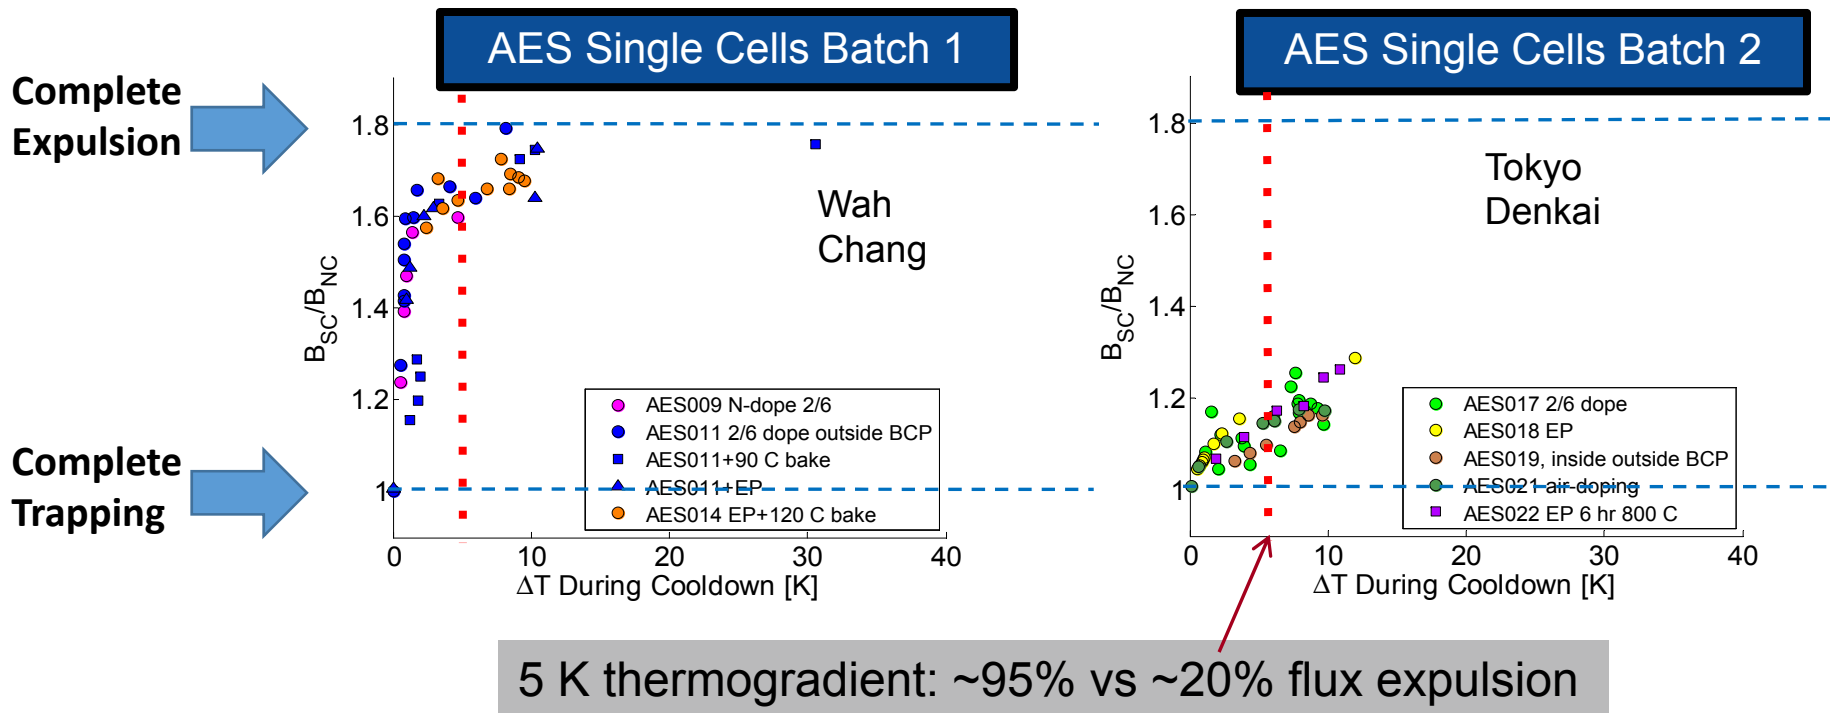 AES Single Cells Batch 1
AES Single Cells Batch 2
Complete
Expulsion
Complete
Trapping
B_SC/B_NC
1.8
1.6
1.4
1.2
1
0
10
20
30
40
ΔT During Cooldown [K]
Wah
Chang
AES009 N-dope 2/6
AES011 2/6 dope outside BCP
AES011+90 C bake
AES011+EP
AES014 EP+120 C bake
B_SC/B_NC
1.8
1.6
1.4
1.2
1
0
10
20
30
40
ΔT During Cooldown [K]
Tokyo
Denkai
AES017 2/6 dope
AES018 EP
AES019, inside outside BCP
AES021 air-doping
AES022 EP 6 hr 800 C
5 K thermogradient: ~95% vs ~20% flux expulsion